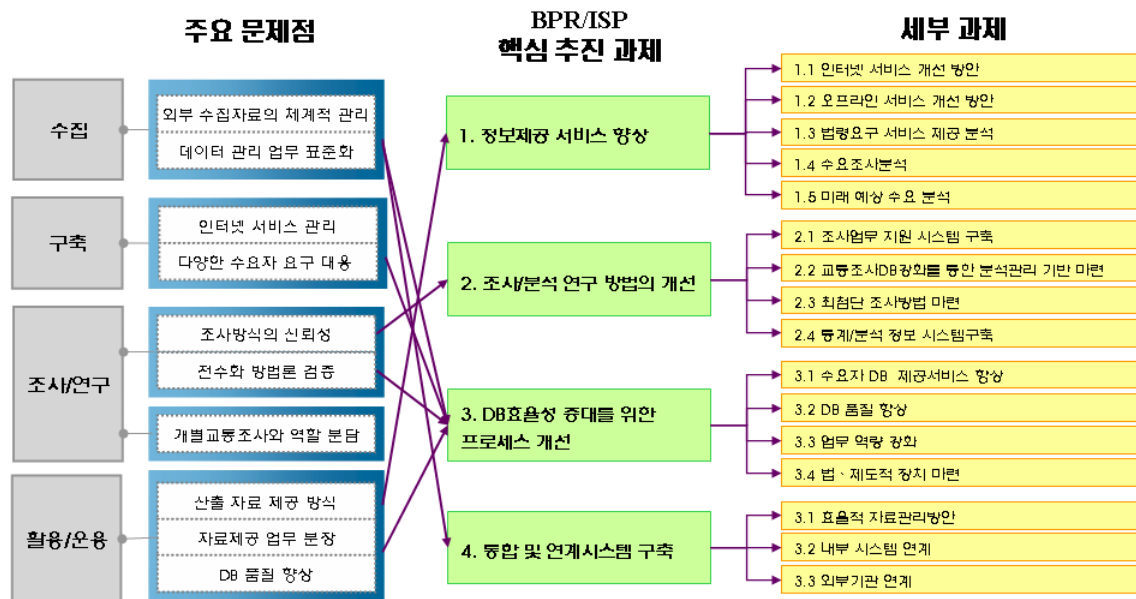 주요 문제점
BPR/ISP
핵심 추진 과제
세부 과제
수집
외부 수집자료의 체계적 관리
데이터 관리 업무 표준화
구축
인터넷 서비스 관리
다양한 수요자 요구 대응
조사/연구
조사방식의 신뢰성
전수화 방법론 검증
개별교통조사와 역할 분담
활용/운용
산출 자료 제공 방식
자료제공 업무 분장
DB 품질 향상
1. 정보제공 서비스 향상
2. 조사/분석 연구 방법의 개선
3. DB효율성 증대를 위한
프로세스 개선
4. 통합 및 연계시스템 구축
1.1 인터넷 서비스 개선 방안
1.2 오프라인 서비스 개선 방안
1.3 법령요구 서비스 제공 분석
1.4 수요조사분석
1.5 미래 예상 수요 분석
2.1 조사업무 지원 시스템 구축
2.2 교통조사DB강화를 통한 분석관리 기반 마련
2.3 최첨단 조사방법 마련
2.4 통계/분석 정보 시스템구축
3.1 수요자 DB 제공서비스 향상
3.2 DB 품질 향상
3.3 업무 역량 강화
3.4 법、제도적 장치 마련
3.1 효율적 자료관리방안
3.2 내부 시스템 연계
3.3 외부기관 연계